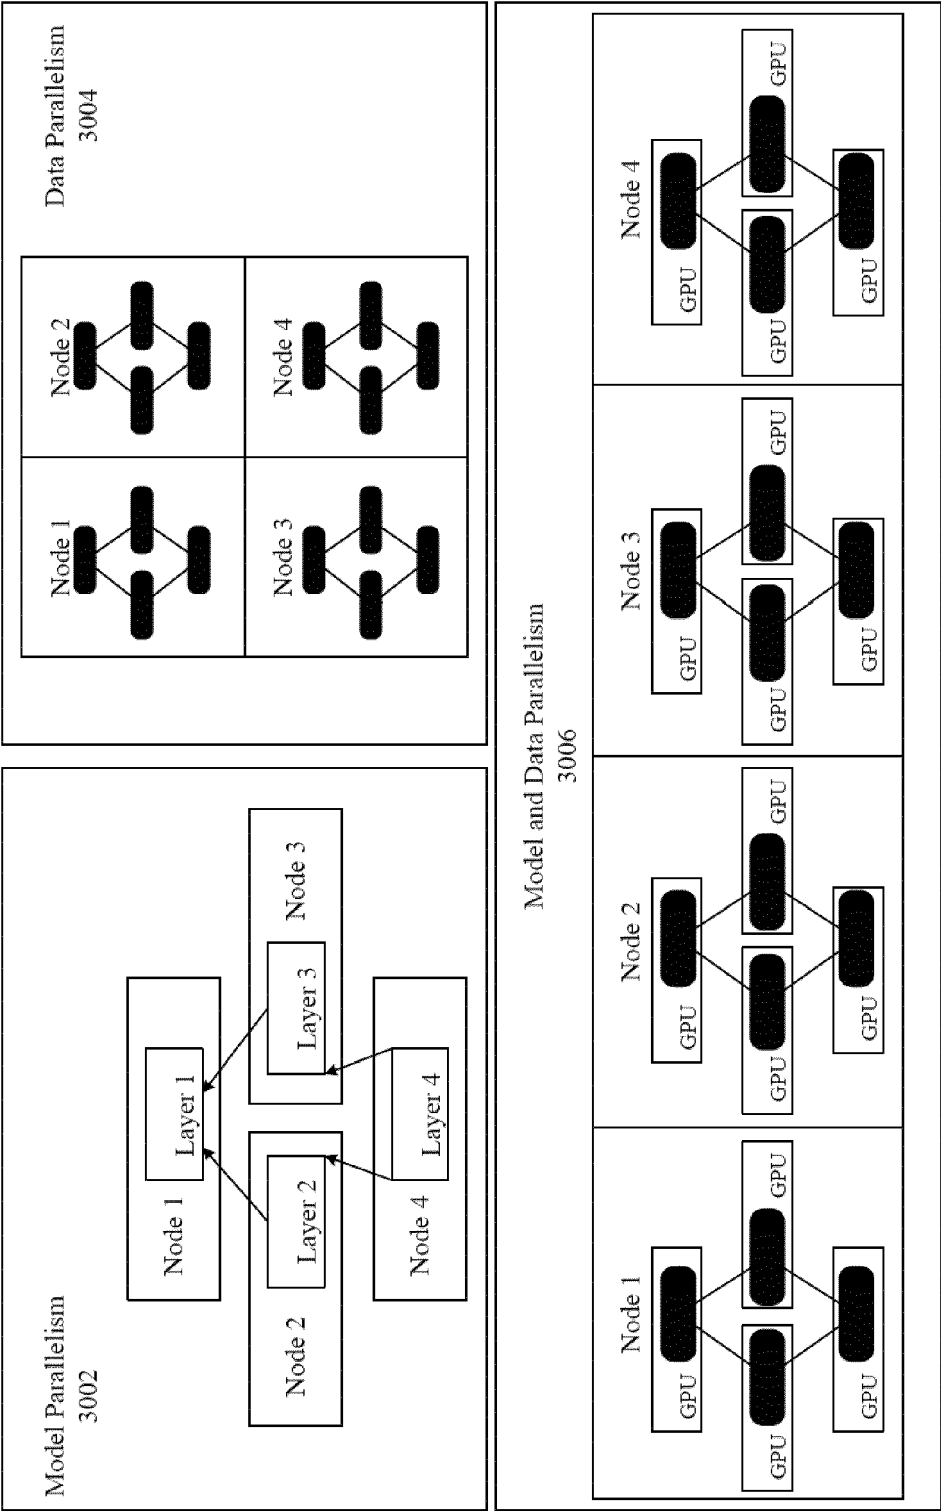 Model Parallelism
3002
Node 1
Layer 1
Node 2
Layer 2
Layer 3
Node 3
Node 4
Layer 4
Data Parallelism
3004
Node 1
Node 2
Node 3
Node 4
Model and Data Parallelism
3006
Node 1
GPU
GPU
GPU
GPU
Node 2
GPU
GPU
GPU
GPU
Node 3
GPU
GPU
GPU
GPU
Node 4
GPU
GPU
GPU
GPU